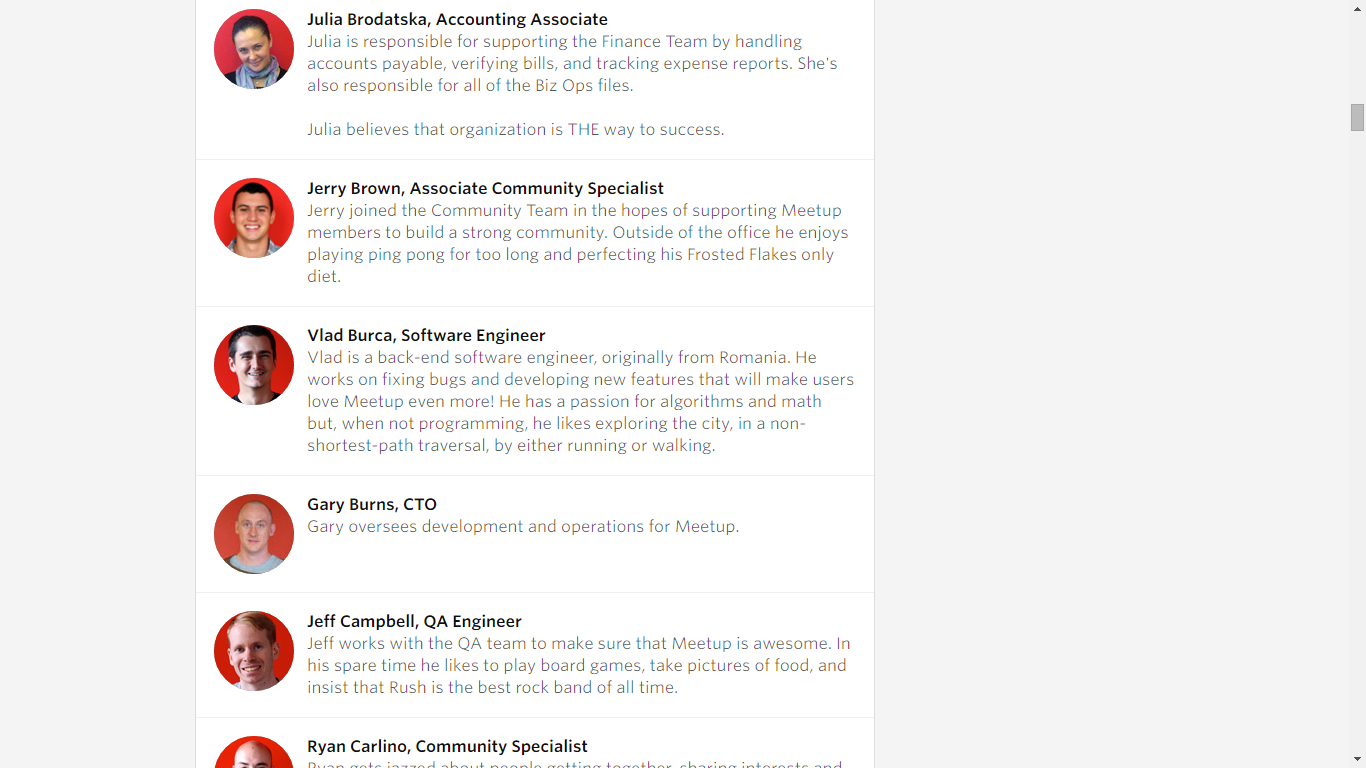 Julia Brodatska, Accounting Associate
Julia is responsible for supporting the Finance Team by handling
accounts payable, verifying bills, and tracking expense reports. She's
also responsible for all of the Biz Ops files.
Julia believes that organization is THE way to success.
Jerry Brown, Associate Community Specialist
Jerry joined the Community Team in the hopes of supporting Meetup
members to build a strong community. Outside of the office he enjoys
playing ping pong for too long and perfecting his Frosted Flakes only
diet.
Vlad Burca, Software Engineer
Vlad is a back-end software engineer, originally from Romania. He
works on fixing bugs and developing new features that will make users
love Meetup even more! He has a passion for algorithms and math
but, when not programming, he likes exploring the city, in a non-
shortest-path traversal, by either running or walking.
Gary Burns, CTO
Gary oversees development and operations for Meetup.
Jeff Campbell, QA Engineer
Jeff works with the QA team to make sure that Meetup is awesome. In
his spare time he likes to play board games, take pictures of food, and
insist that Rush is the best rock band of all time.
Ryan Carlino, Community Specialist
Ryan gets jazzed about people getting together, sharing interests and